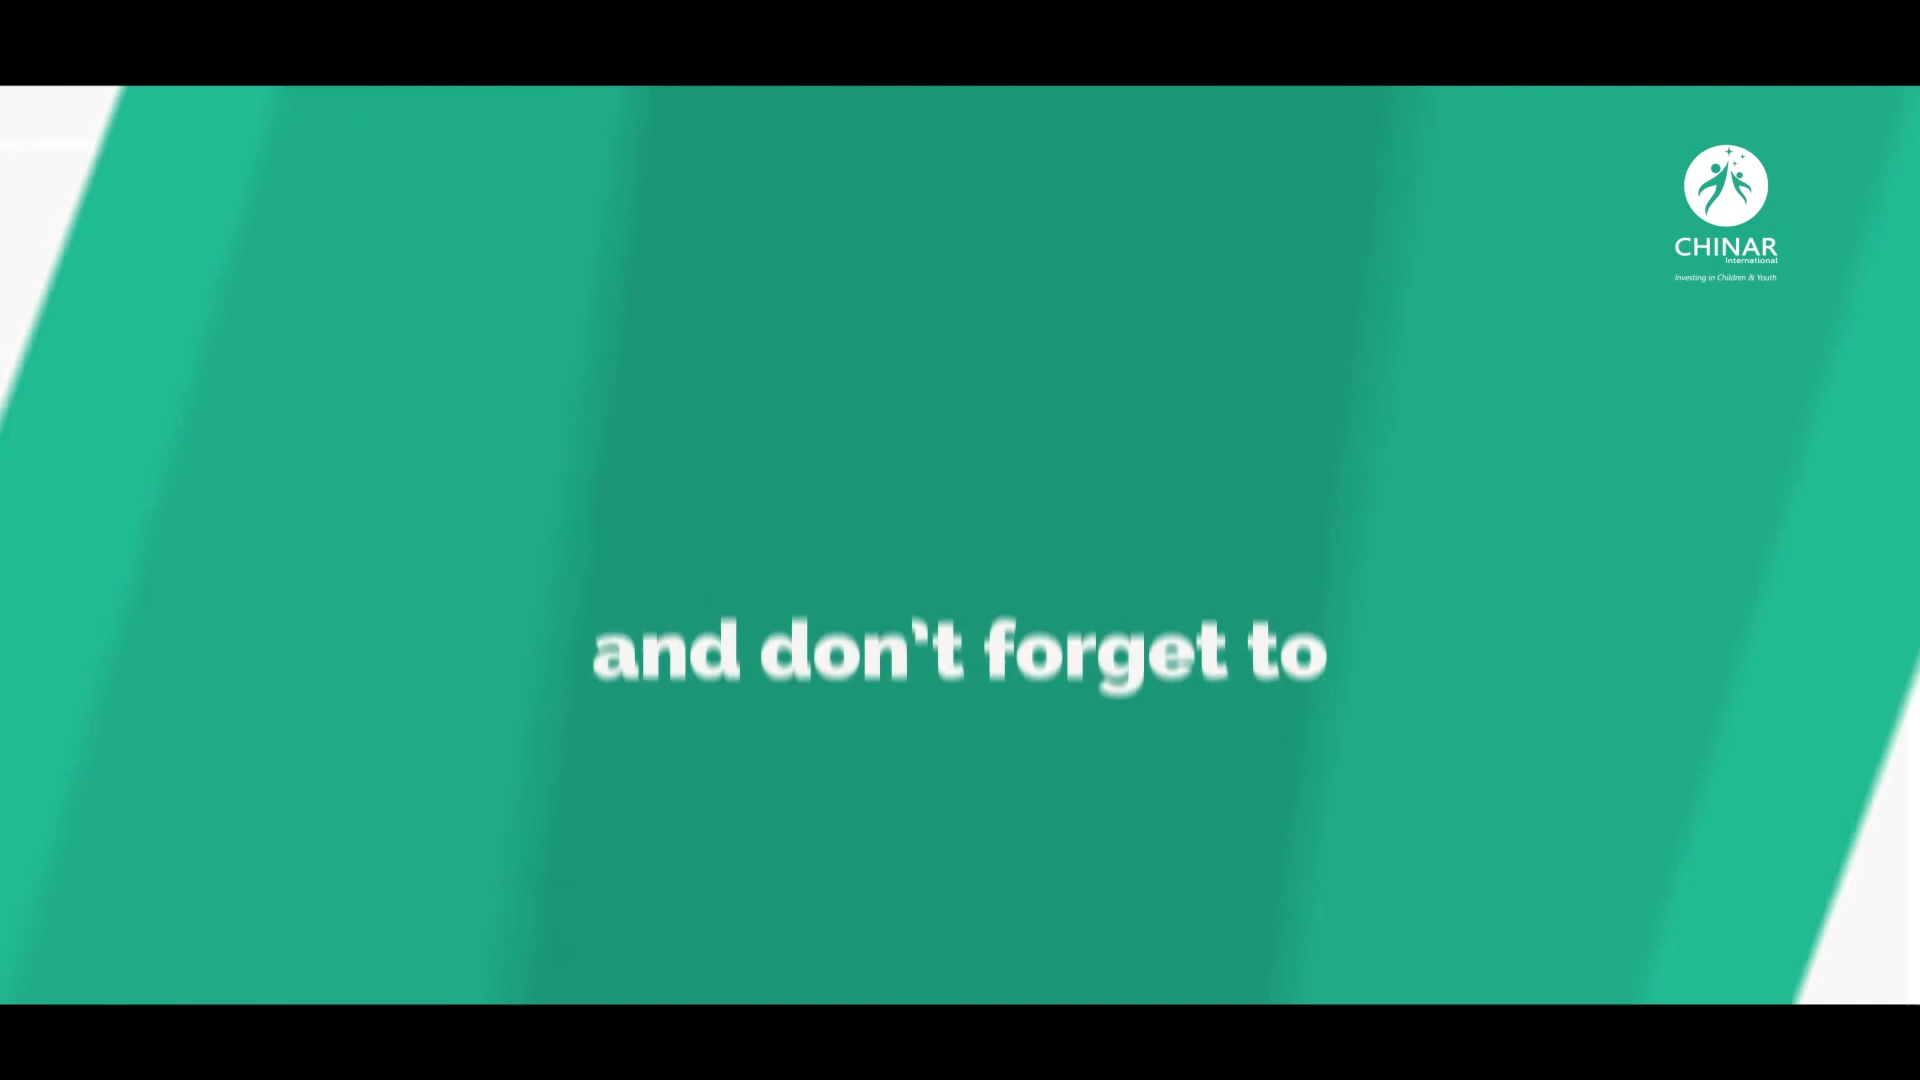 CHINAR
International
Investing in Children & Youth
and don't forget to